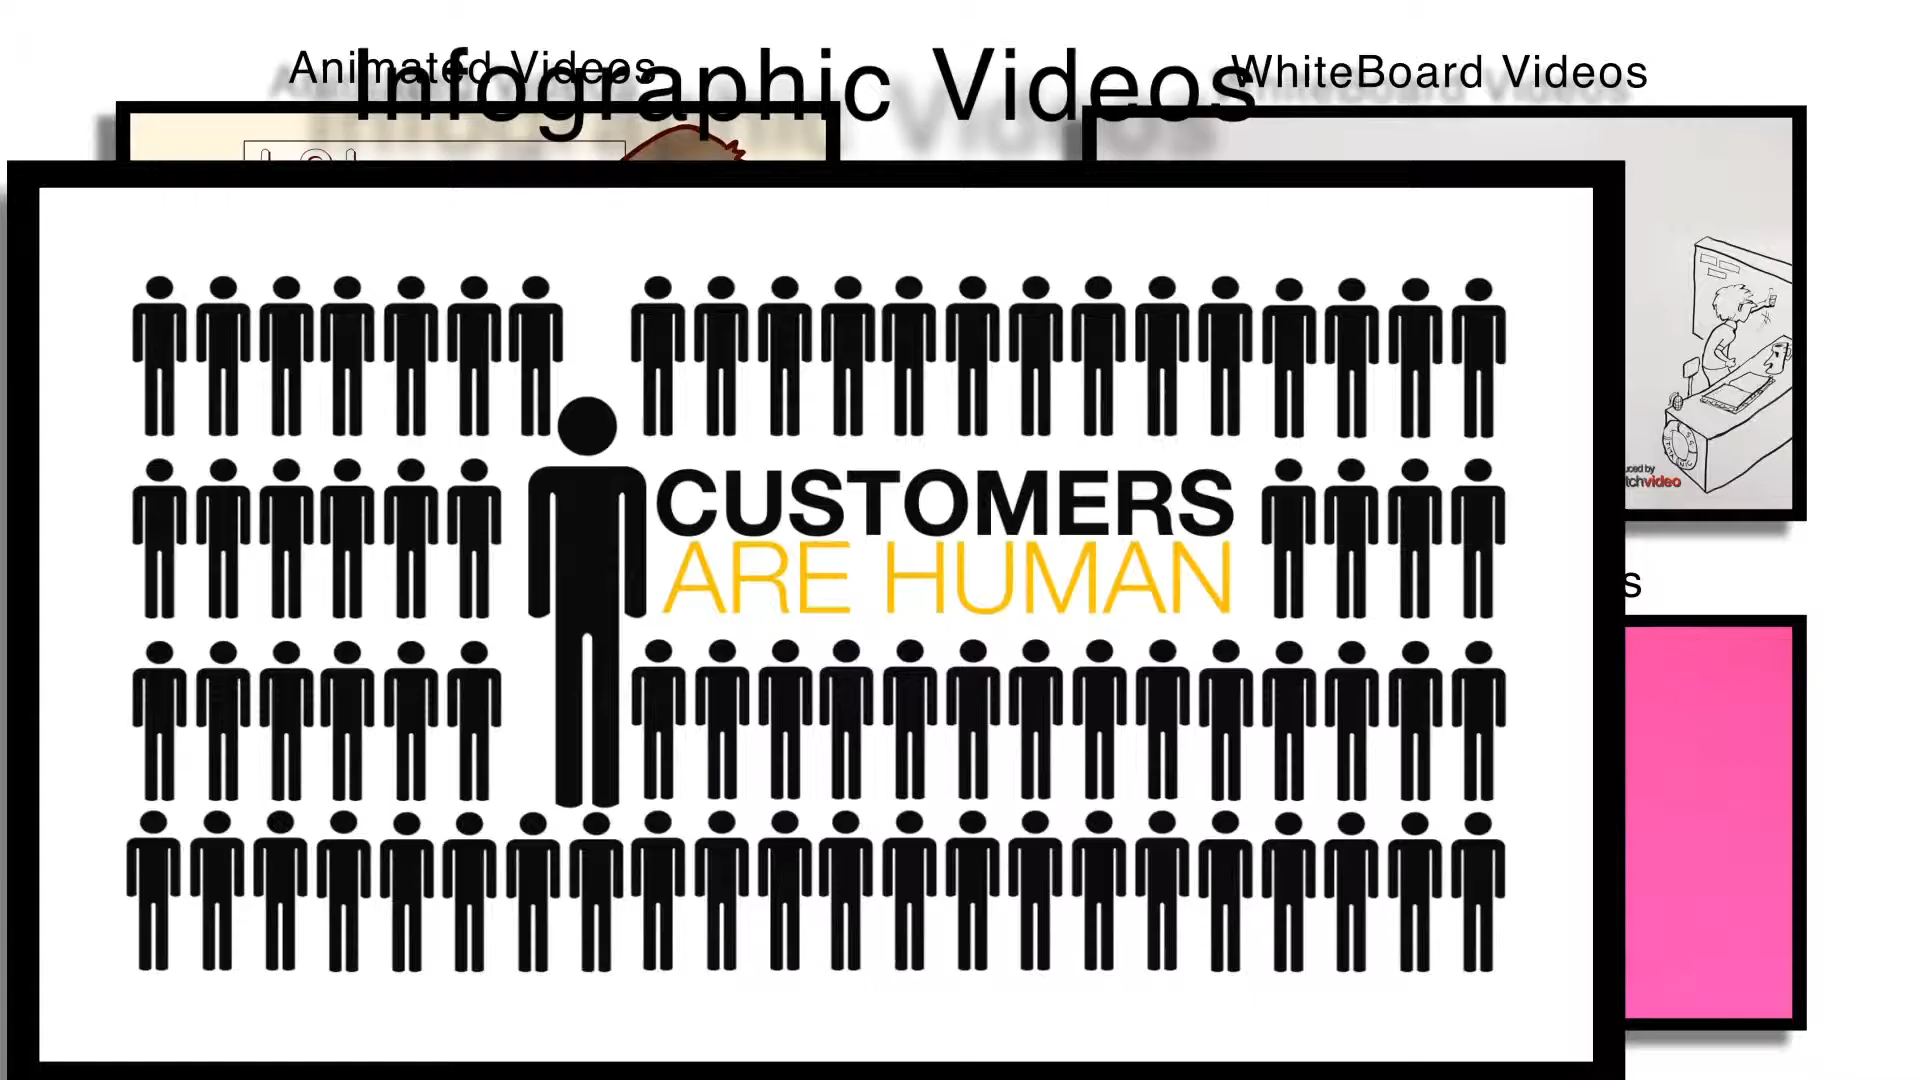 Animated Videos
Infographic Videos
WhiteBoard Videos
CUSTOMERS
ARE HUMAN